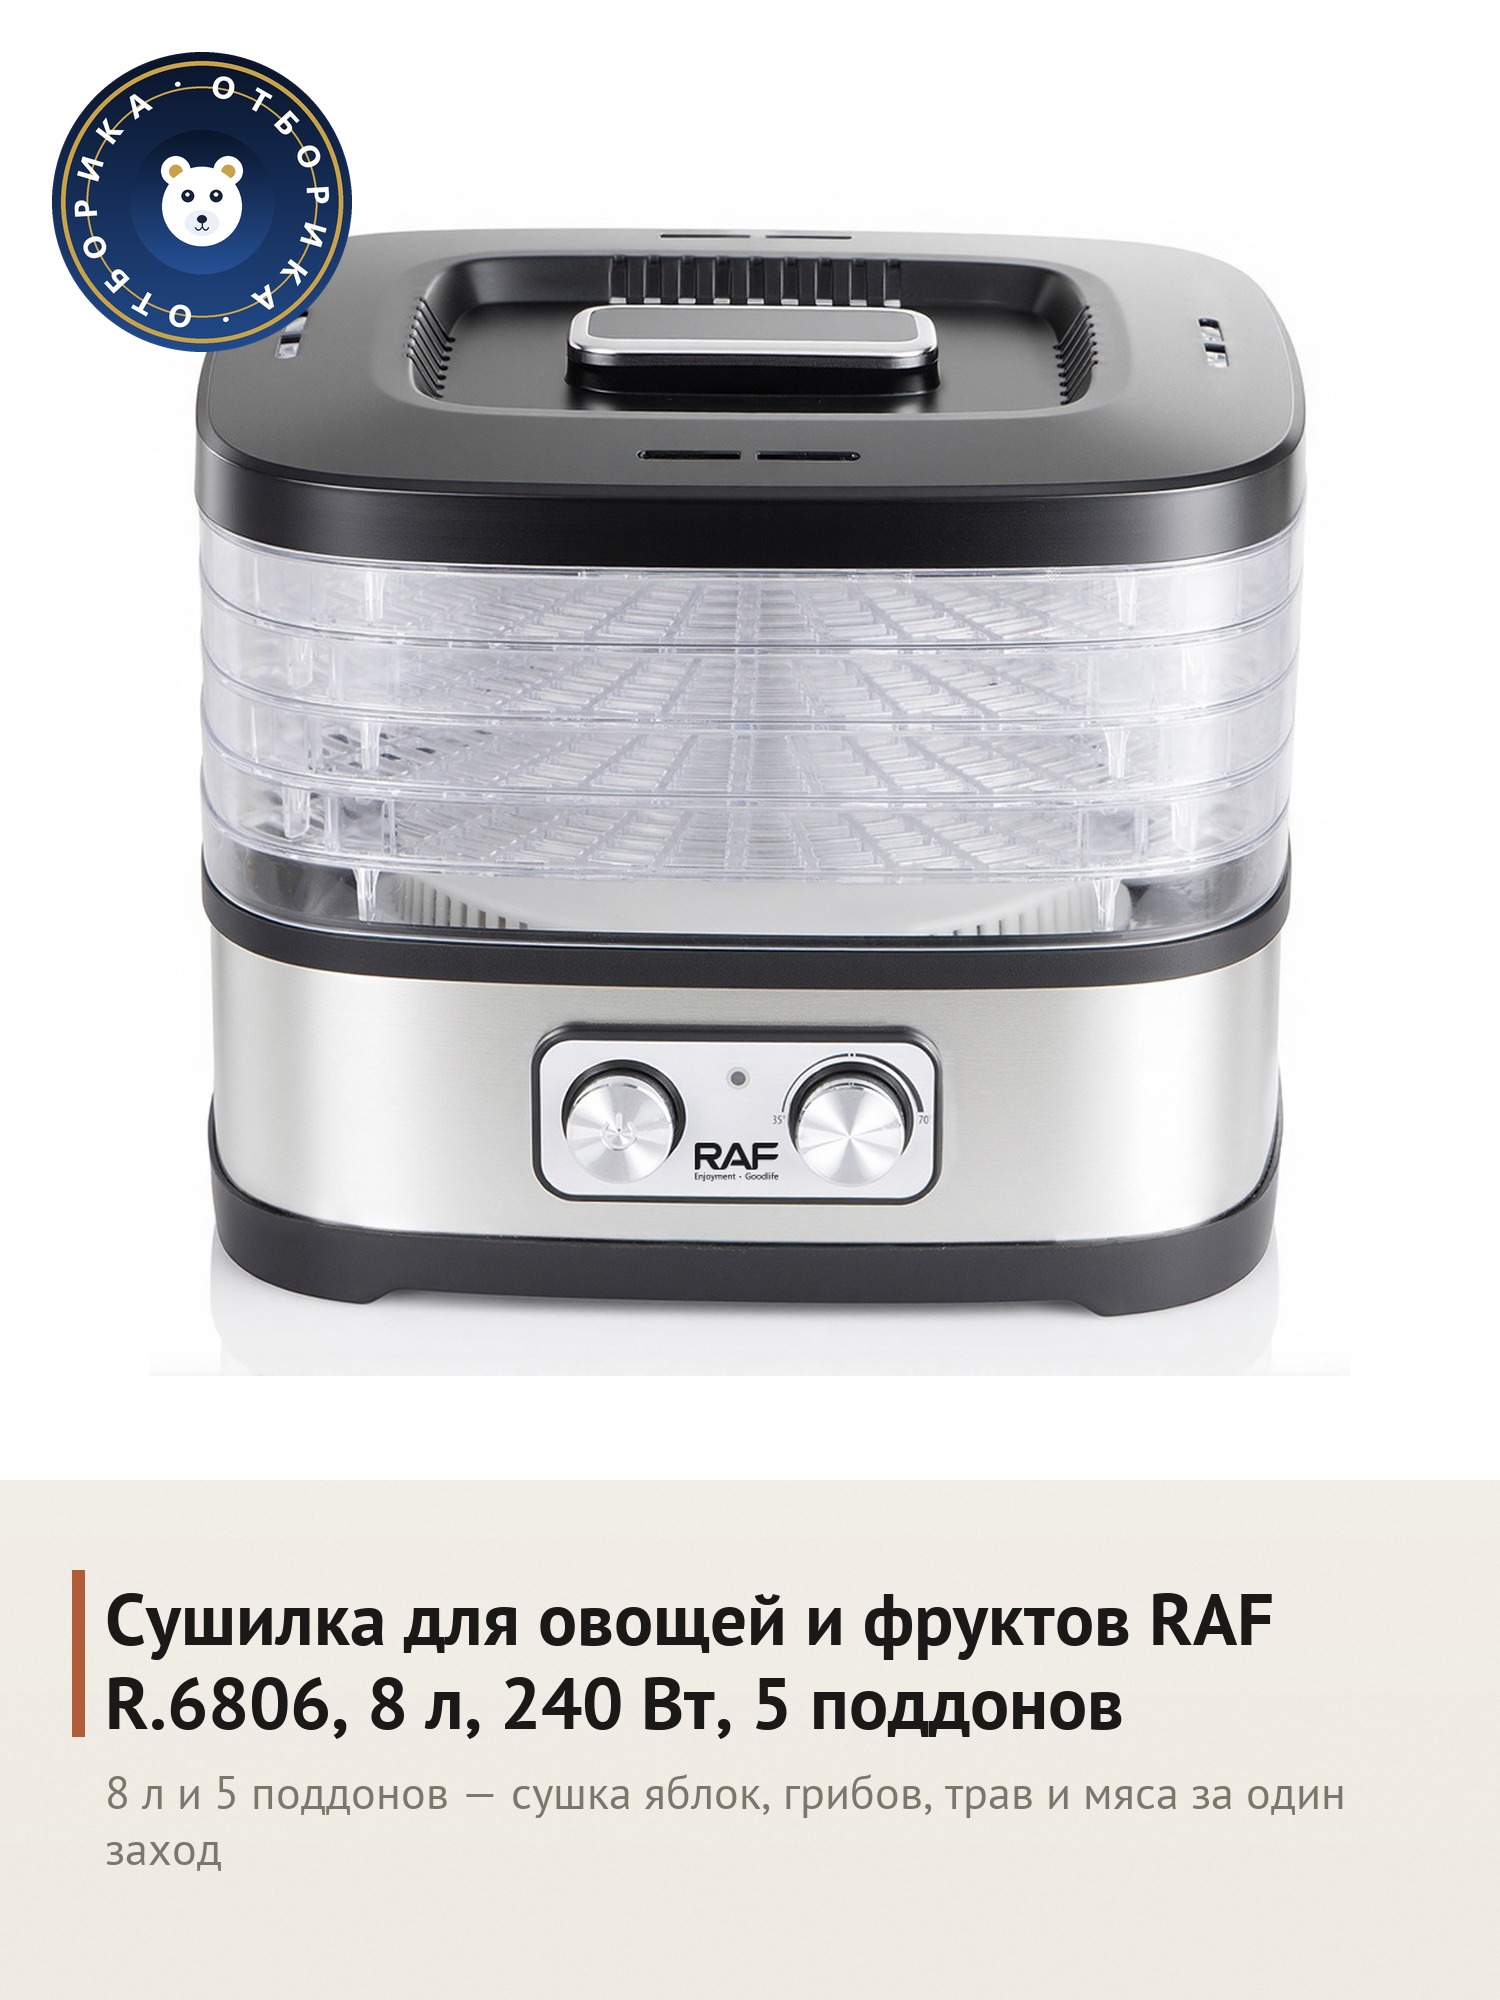 ОТБОРИКА · ОТБОРИКА ·
35°
70°
RAF
Enjoyment · Goodlife
Сушилка для овощей и фруктов RAF
R.6806, 8 л, 240 Вт, 5 поддонов
8 л и 5 поддонов — сушка яблок, грибов, трав и мяса за один
заход